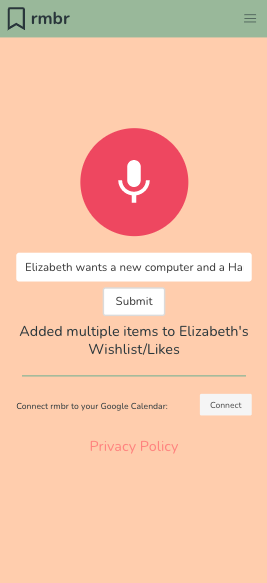 rmbr
Elizabeth wants a new computer and a Ha
Submit
Added multiple items to Elizabeth's
Wishlist/Likes
Connect rmbr to your Google Calendar:
Connect
Privacy Policy